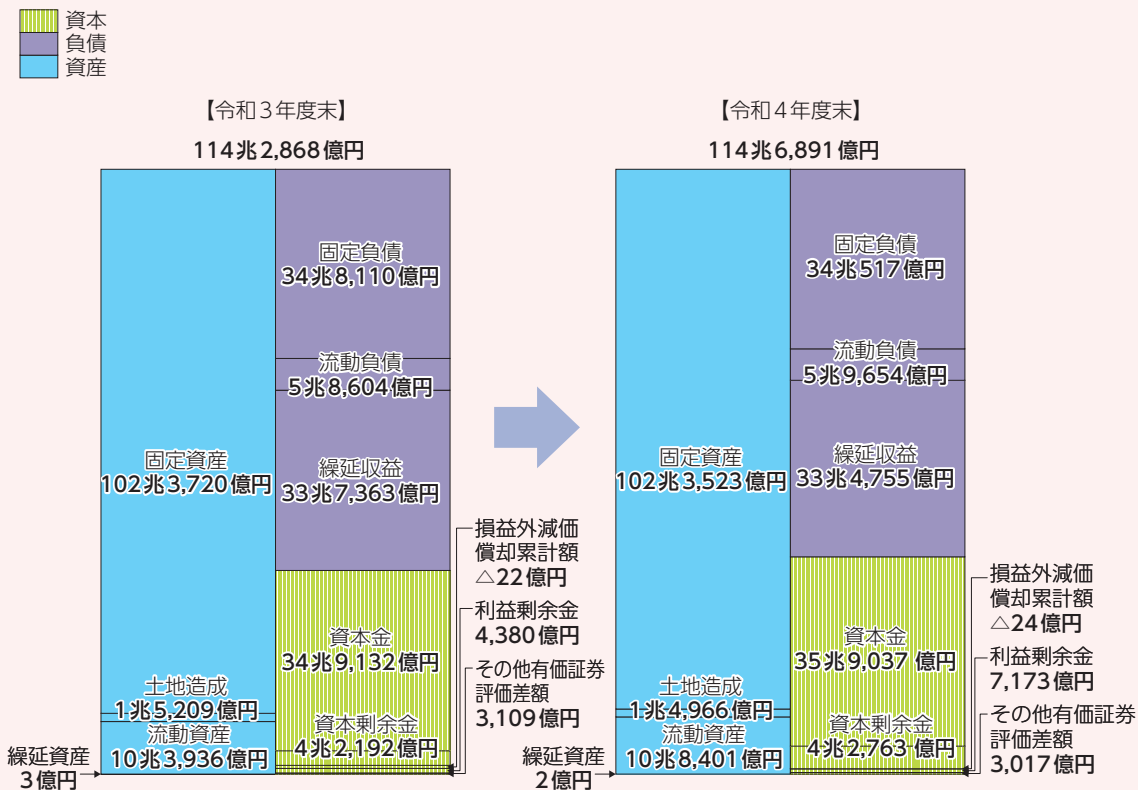 資本
負債
資産
【令和3年度末】
114兆2,868億円
固定負債
34兆8,110億円
流動負債
5兆8,604億円
固定資産
102兆3,720億円
繰延収益
33兆7,363億円
損益外減価
償却累計額
△22億円
利益剰余金
4,380億円
資本金
34兆9,132億円
その他有価証券
評価差額
3,109億円
土地造成
1兆5,209億円
流動資産
10兆3,936億円
資本剰余金
4兆2,192億円
繰延資産
3億円
【令和4年度末】
114兆6,891億円
固定負債
34兆517億円
流動負債
5兆9,654億円
固定資産
102兆3,523億円
繰延収益
33兆4,755億円
損益外減価
償却累計額
△24億円
資本金
35兆9,037 億円
利益剰余金
7,173億円
土地造成
1兆4,966億円
その他有価証券
評価差額
3,017億円
流動資産
10兆8,401億円
資本剰余金
4兆2,763 億円
繰延資産
2億円